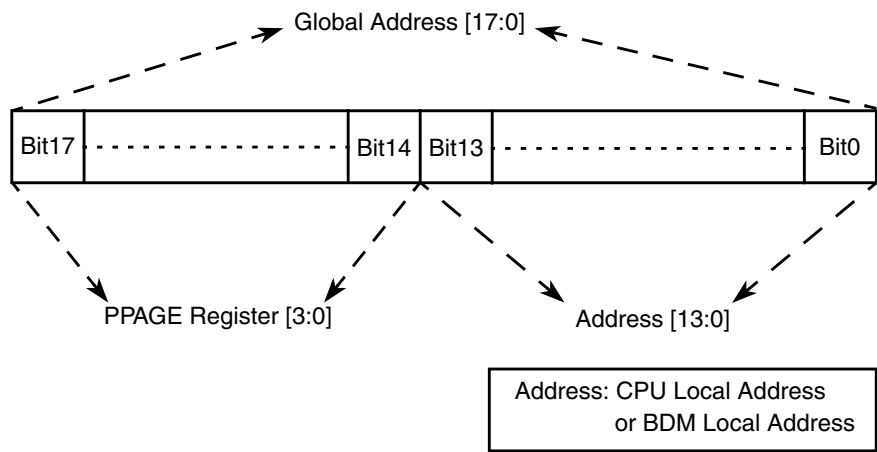 Global Address [17:0]
Bit17 Bit14 Bit13 Bit0
PPAGE Register [3:0] Address [13:0]
Address: CPU Local Address
or BDM Local Address